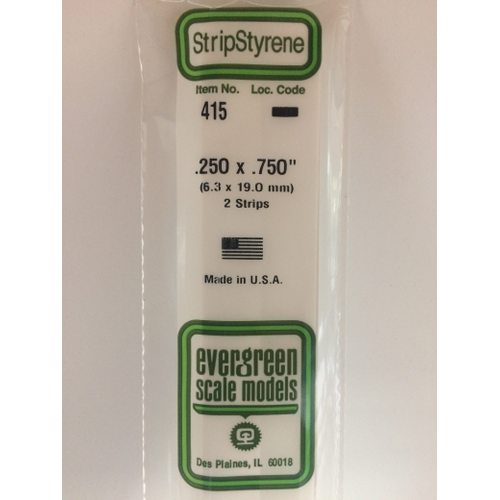 StripStyrene
Item No. Loc. Code
415
.250 x .750"
(6.3 x 19.0 mm)
2 Strips
Made in U.S.A.
evergreen
scale models
Des Plaines, IL 60018